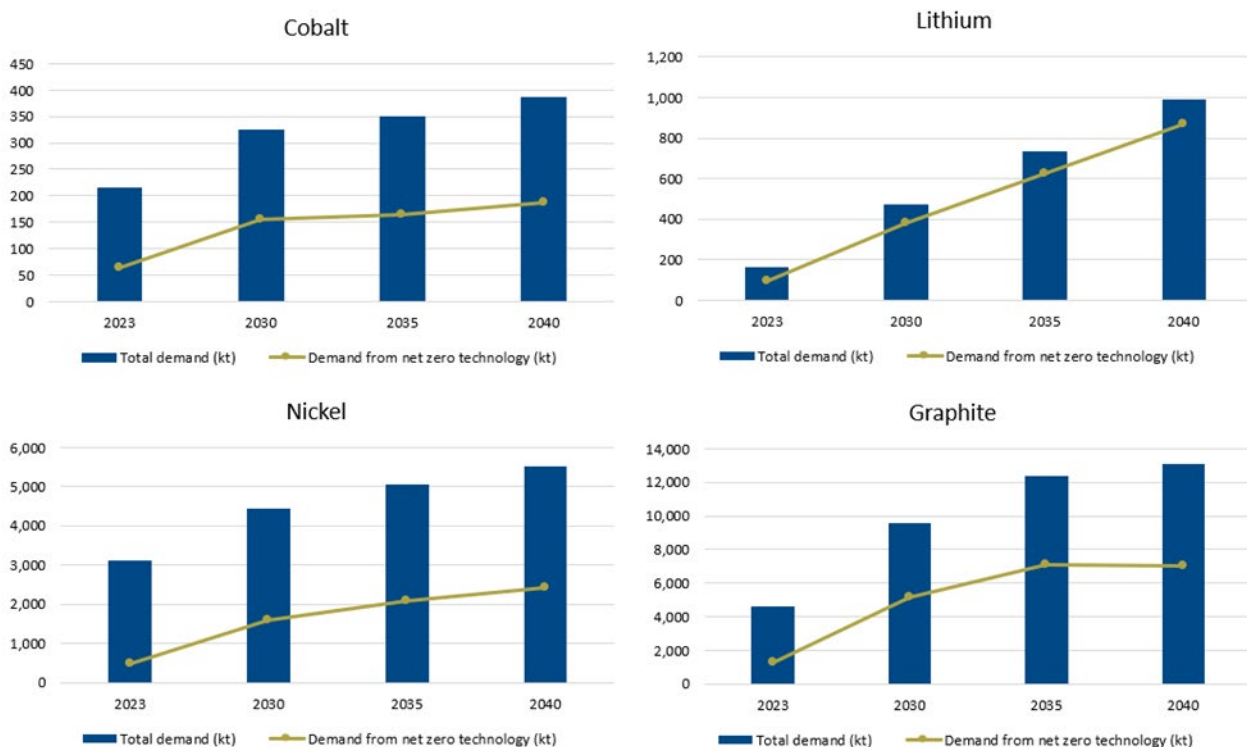 Cobalt
450
400
350
300
250
200
150
100
50
0
2023 2030 2035 2040
Total demand (kt) Demand from net zero technology (kt)
Lithium
1,200
1,000
800
600
400
200
0
2023 2030 2035 2040
Total demand (kt) Demand from net zero technology (kt)
Nickel
6,000
5,000
4,000
3,000
2,000
1,000
0
2023 2030 2035 2040
Total demand (kt) Demand from net zero technology (kt)
Graphite
14,000
12,000
10,000
8,000
6,000
4,000
2,000
0
2023 2030 2035 2040
Total demand (kt) Demand from net zero technology (kt)